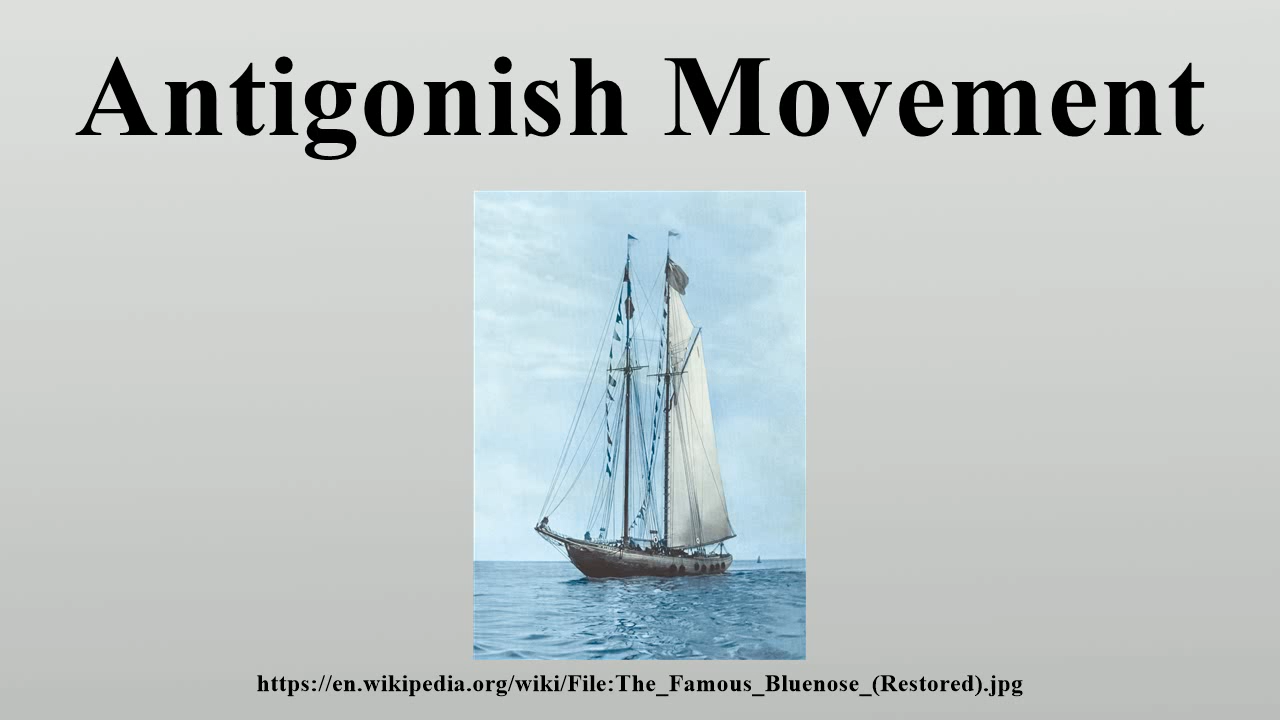 Antigonish Movement
https://en.wikipedia.org/wiki/File:The_Famous_Bluenose_(Restored).jpg